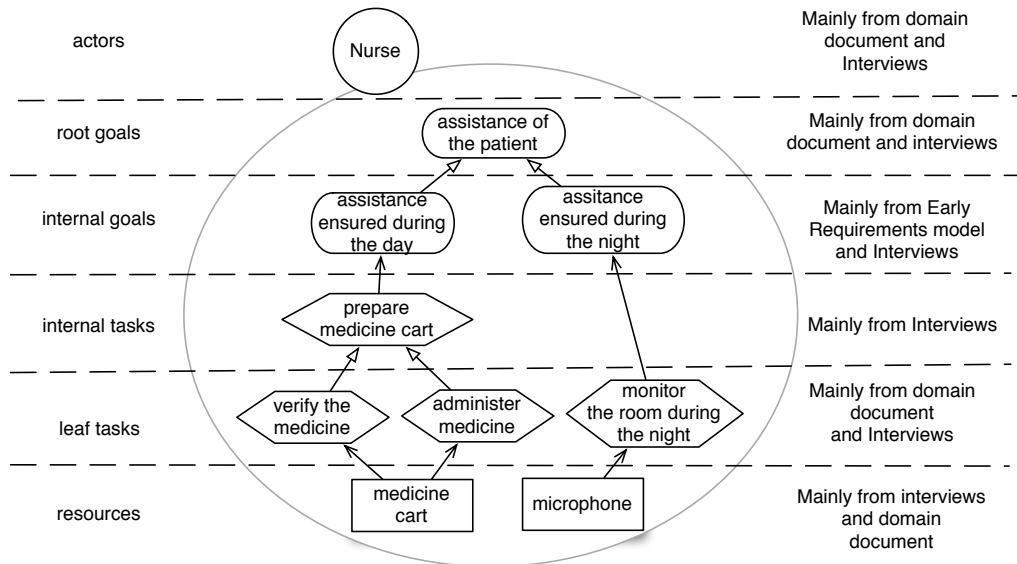 actors
Nurse
Mainly from domain
document and
Interviews
root goals
assistance of
the patient
Mainly from domain
document and interviews
internal goals
assistance
ensured during
the day
assitance
ensured during
the night
Mainly from Early
Requirements model
and Interviews
internal tasks
prepare
medicine cart
Mainly from Interviews
leaf tasks
verify the
medicine
administer
medicine
monitor
the room during
the night
Mainly from domain
document
and Interviews
resources
medicine
cart
microphone
Mainly from interviews
and domain
document